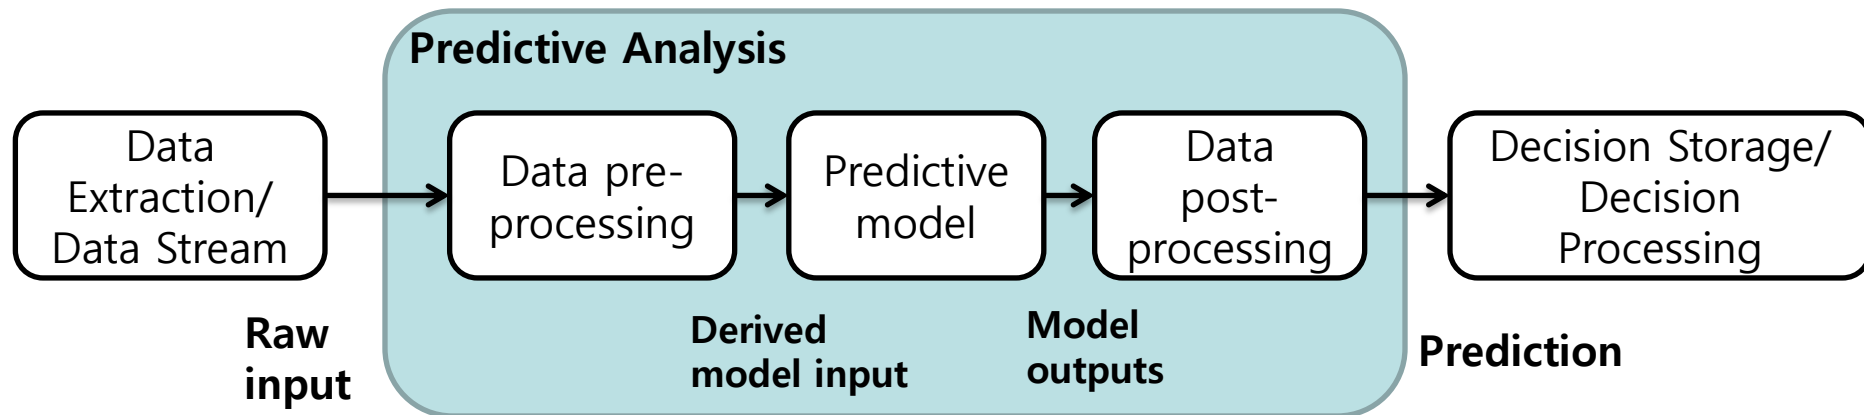 Predictive Analysis
Data
Extraction/
Data Stream
Data pre-
processing
Predictive
model
Data
post-
processing
Decision Storage/
Decision
Processing
Raw
input
Derived
model input
Model
outputs
Prediction